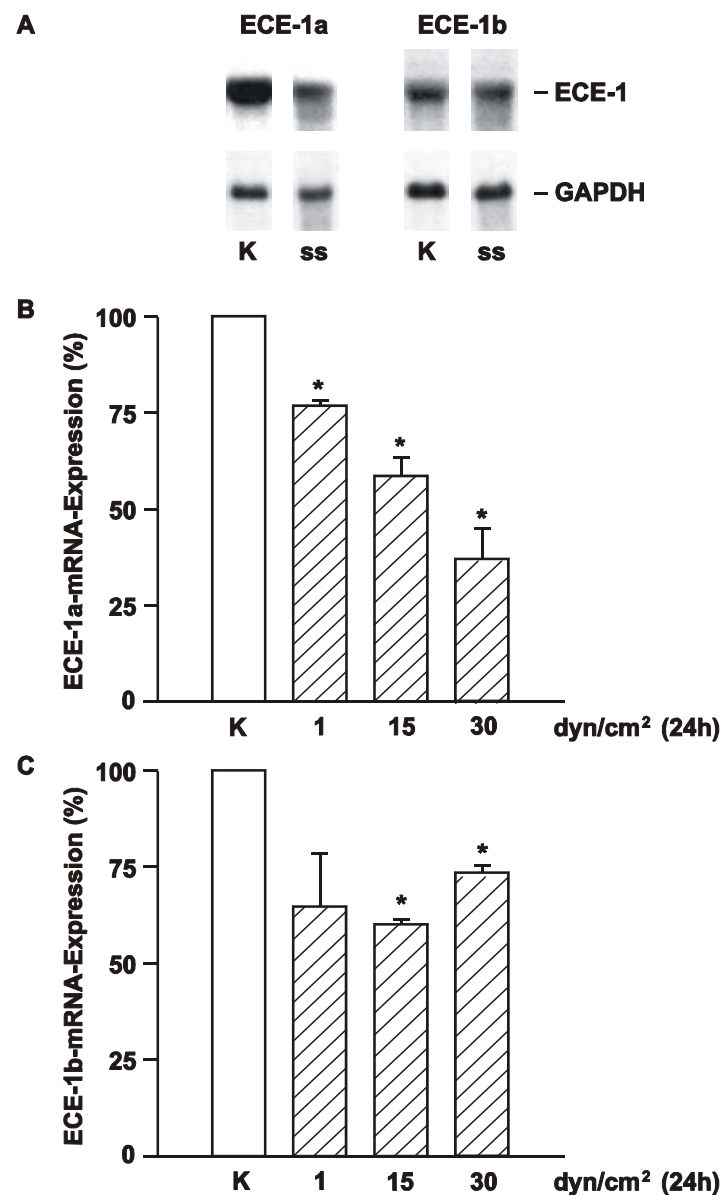 A
ECE-1a ECE-1b
– ECE-1
– GAPDH
K ss K ss
B
ECE-1a-mRNA-Expression (%)
100
75
50
25
0
*
*
*
K 1 15 30 dyn/cm² (24h)
C
ECE-1b-mRNA-Expression (%)
100
75
50
25
0
*
*
K 1 15 30 dyn/cm² (24h)